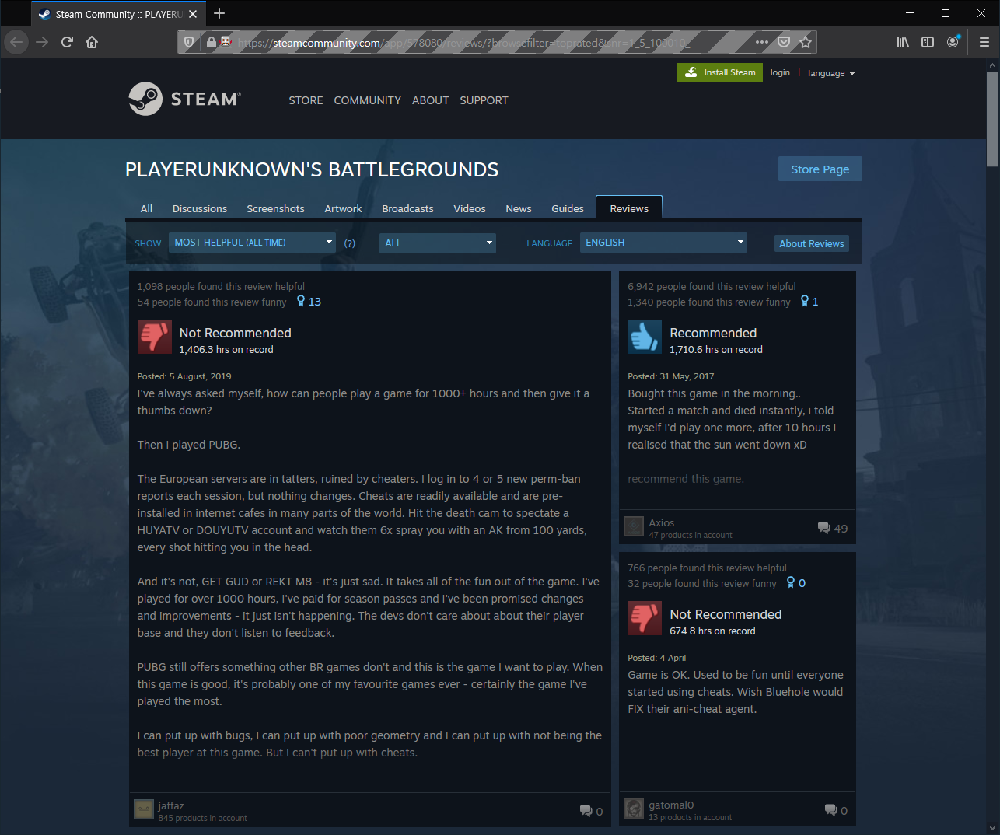 Steam Community :: PLAYERU
https://steamcommunity.com/app/578080/reviews/?browsefilter=toprated&snr=1_5_100010_
Install Steam login | language
STEAM®
STORE COMMUNITY ABOUT SUPPORT
PLAYERUNKNOWN'S BATTLEGROUNDS
Store Page
All Discussions Screenshots Artwork Broadcasts Videos News Guides Reviews
SHOW MOST HELPFUL (ALL TIME) (?) ALL LANGUAGE ENGLISH About Reviews
1,098 people found this review helpful
54 people found this review funny 13
Not Recommended
1,406.3 hrs on record
Posted: 5 August, 2019
I've always asked myself, how can people play a game for 1000+ hours and then give it a
thumbs down?
Then I played PUBG.
The European servers are in tatters, ruined by cheaters. I log in to 4 or 5 new perm-ban
reports each session, but nothing changes. Cheats are readily available and are pre-
installed in internet cafes in many parts of the world. Hit the death cam to spectate a
HUYATV or DOUYUTV account and watch them 6x spray you with an AK from 100 yards,
every shot hitting you in the head.
And it's not, GET GUD or REKT M8 - it's just sad. It takes all of the fun out of the game. I've
played for over 1000 hours, I've paid for season passes and I've been promised changes
and improvements - it just isn't happening. The devs don't care about about their player
base and they don't listen to feedback.
PUBG still offers something other BR games don't and this is the game I want to play. When
this game is good, it's probably one of my favourite games ever - certainly the game I've
played the most.
I can put up with bugs, I can put up with poor geometry and I can put up with not being the
best player at this game. But I can't put up with cheats.
jaffaz
845 products in account
0
6,942 people found this review helpful
1,340 people found this review funny 1
Recommended
1,710.6 hrs on record
Posted: 31 May, 2017
Bought this game in the morning..
Started a match and died instantly, i told
myself I'd play one more, after 10 hours I
realised that the sun went down xD
recommend this game.
Axios
47 products in account
49
766 people found this review helpful
32 people found this review funny 0
Not Recommended
674.8 hrs on record
Posted: 4 April
Game is OK. Used to be fun until everyone
started using cheats. Wish Bluehole would
FIX their ani-cheat agent.
gatomal0
13 products in account
0